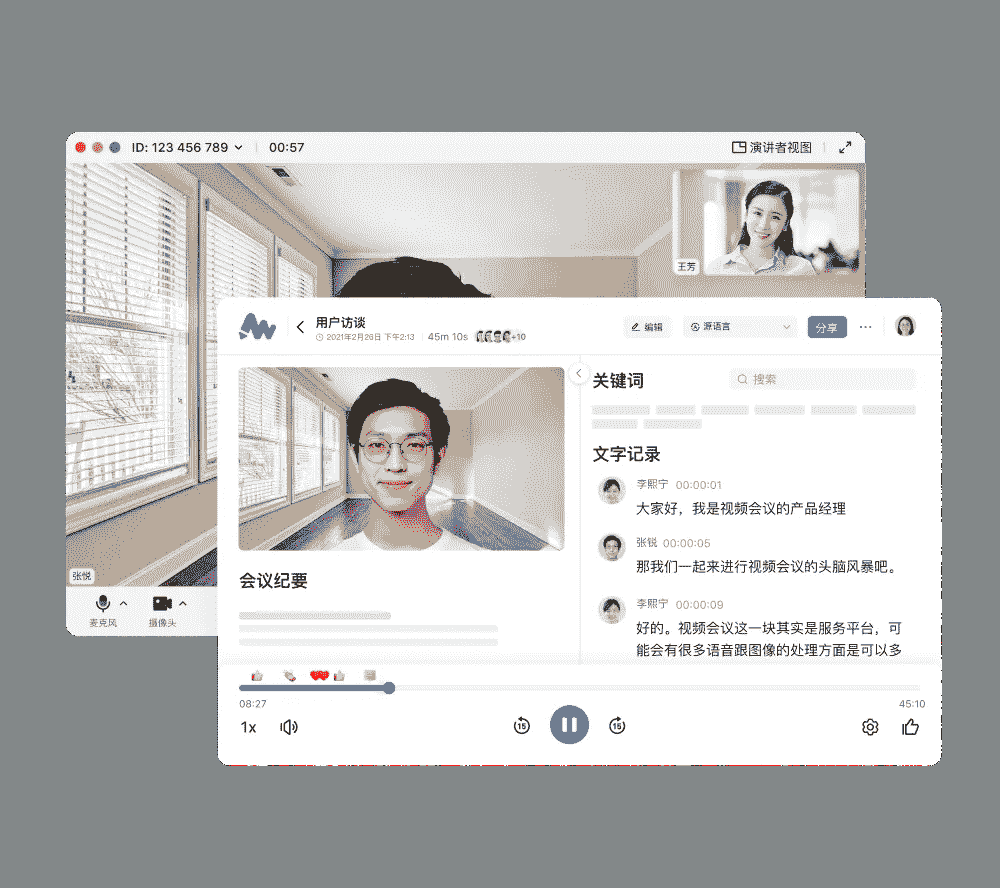 ID: 123 456 789
00:57
演讲者视图
王芳
张悦
麦克风
摄像头
用户访谈
2021年2月26日 下午2:13
45m 10s
+10
编辑
源语言
分享
会议纪要
关键词
搜索
文字记录
李熙宁 00:00:01
大家好，我是视频会议的产品经理
张锐 00:00:05
那我们一起来进行视频会议的头脑风暴吧。
李熙宁 00:00:09
好的。视频会议这一块其实是服务平台，可
能会有很多语音跟图像的处理方面是可以多
08:27
45:10
1x
15
15